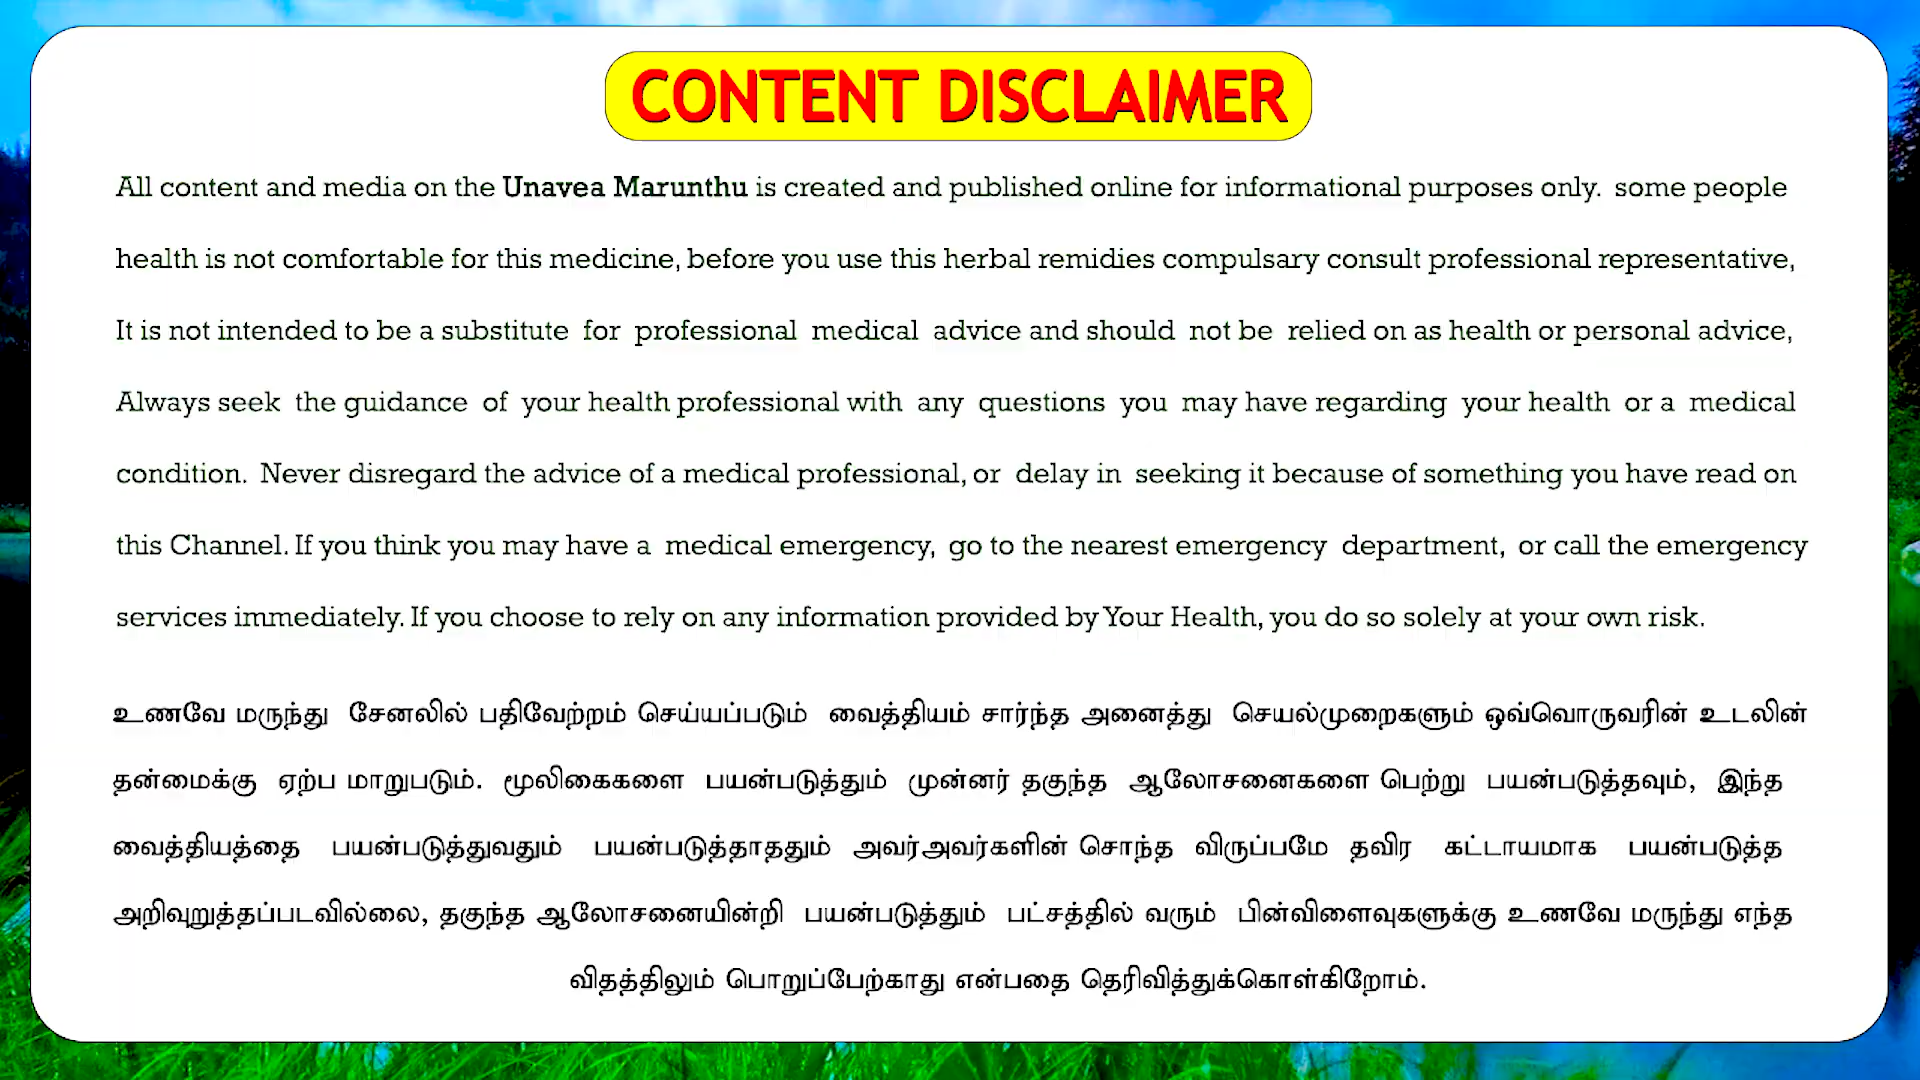 CONTENT DISCLAIMER
All content and media on the Unavea Marunthu is created and published online for informational purposes only. some people
health is not comfortable for this medicine, before you use this herbal remidies compulsary consult professional representative,
It is not intended to be a substitute for professional medical advice and should not be relied on as health or personal advice,
Always seek the guidance of your health professional with any questions you may have regarding your health or a medical
condition. Never disregard the advice of a medical professional, or delay in seeking it because of something you have read on
this Channel. If you think you may have a medical emergency, go to the nearest emergency department, or call the emergency
services immediately. If you choose to rely on any information provided by Your Health, you do so solely at your own risk.
உணவே மருந்து சேனலில் பதிவேற்றம் செய்யப்படும் வைத்தியம் சார்ந்த அனைத்து செயல்முறைகளும் ஒவ்வொருவரின் உடலின்
தன்மைக்கு ஏற்ப மாறுபடும். மூலிகைகளை பயன்படுத்தும் முன்னர் தகுந்த ஆலோசனைகளை பெற்று பயன்படுத்தவும், இந்த
வைத்தியத்தை பயன்படுத்துவதும் பயன்படுத்தாததும் அவர்அவர்களின் சொந்த விருப்பமே தவிர கட்டாயமாக பயன்படுத்த
அறிவுறுத்தப்படவில்லை, தகுந்த ஆலோசனையின்றி பயன்படுத்தும் பட்சத்தில் வரும் பின்விளைவுகளுக்கு உணவே மருந்து எந்த
விதத்திலும் பொறுப்பேற்காது என்பதை தெரிவித்துக்கொள்கிறோம்.